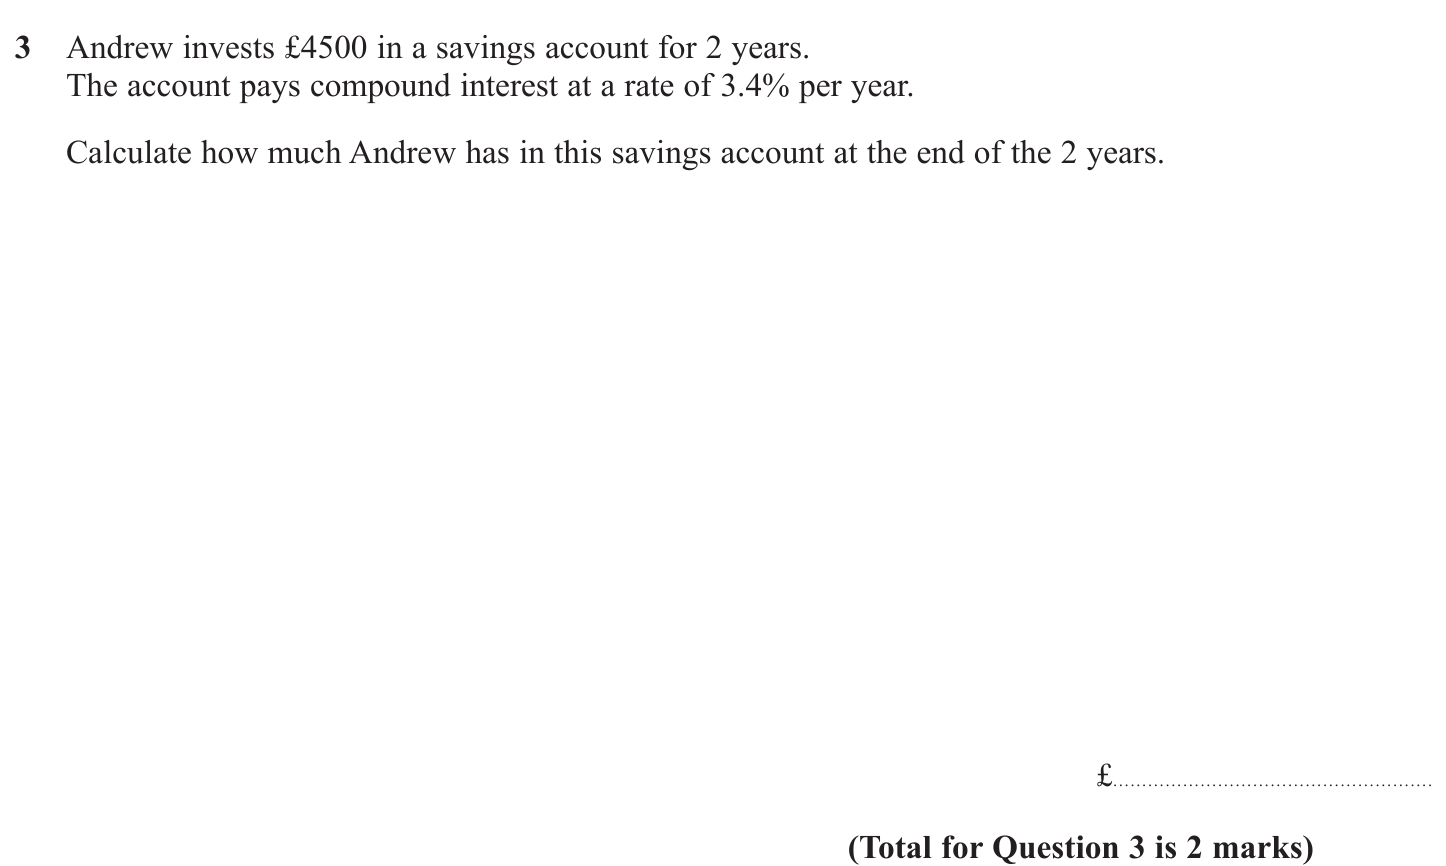 3 Andrew invests £4500 in a savings account for 2 years.
The account pays compound interest at a rate of 3.4% per year.
Calculate how much Andrew has in this savings account at the end of the 2 years.
£.......................................................
(Total for Question 3 is 2 marks)